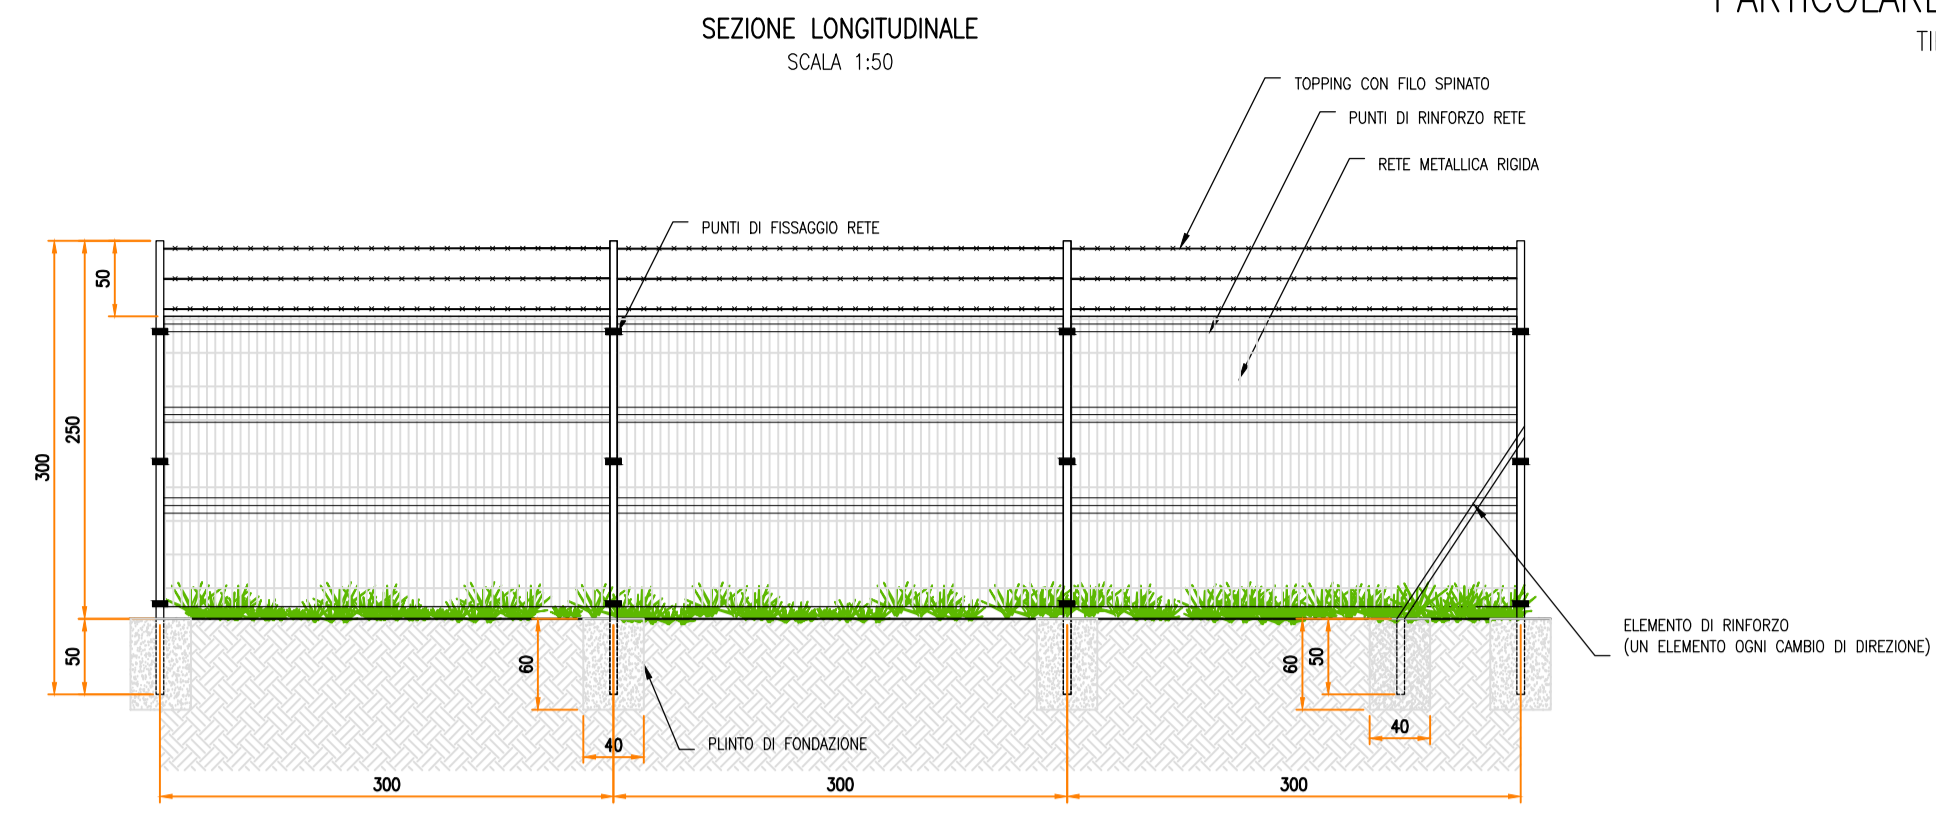 SEZIONE LONGITUDINALE
SCALA 1:50
PARTICOLARE
TOPPING CON FILO SPINATO
PUNTI DI RINFORZO RETE
RETE METALLICA RIGIDA
PUNTI DI FISSAGGIO RETE
50
250
300
50
60
40
PLINTO DI FONDAZIONE
60
50
40
ELEMENTO DI RINFORZO
(UN ELEMENTO OGNI CAMBIO DI DIREZIONE)
300
300
300